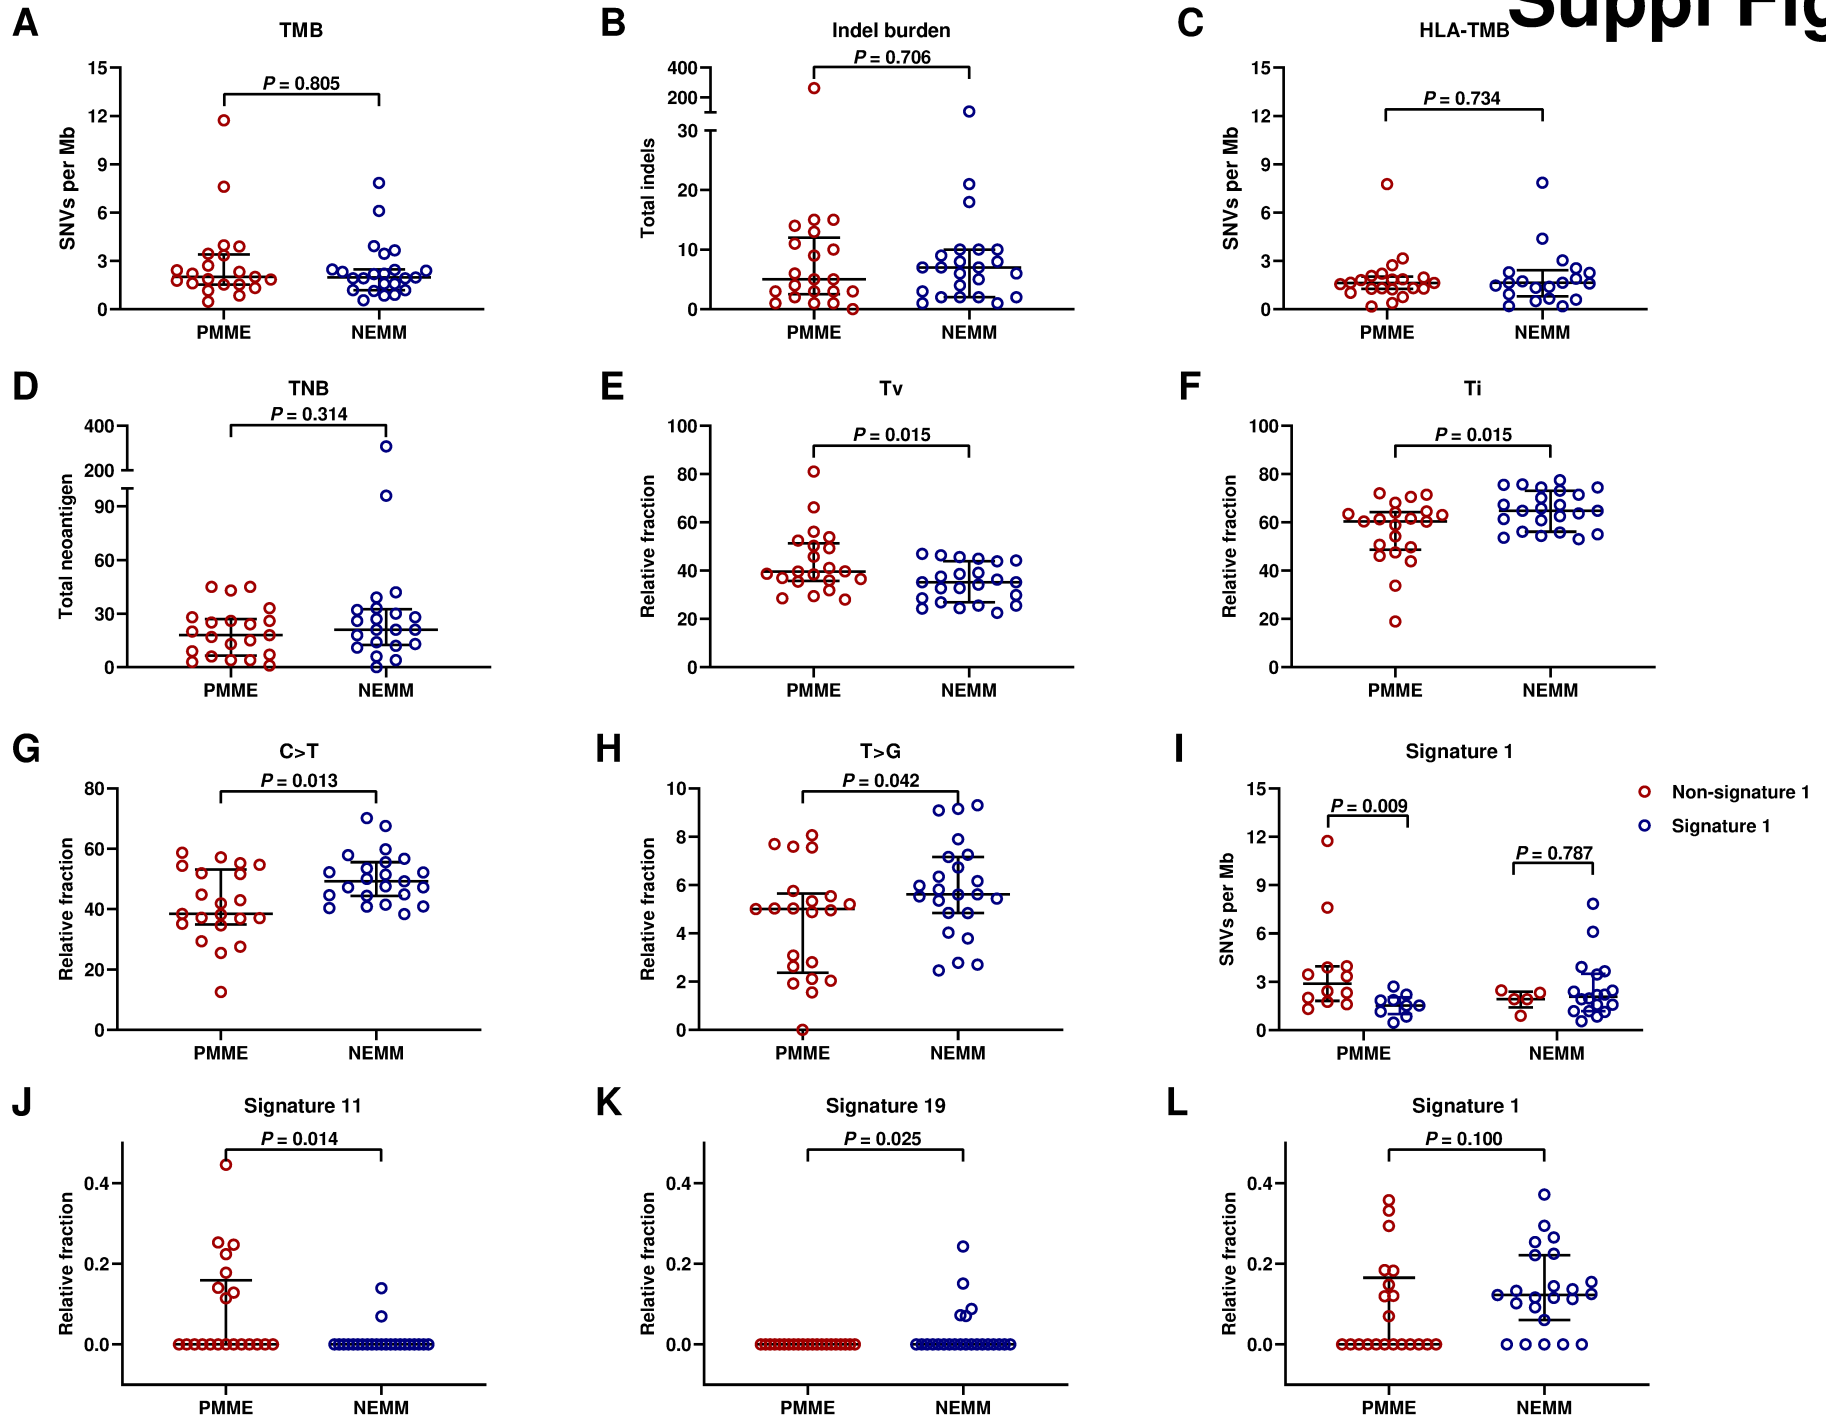 Suppl Fig
A
TMB
P = 0.805
SNVs per Mb
15
12
9
6
3
0
PMME
NEMM
B
Indel burden
P = 0.706
Total indels
400
200
30
20
10
0
PMME
NEMM
C
HLA-TMB
P = 0.734
SNVs per Mb
15
12
9
6
3
0
PMME
NEMM
D
TNB
P = 0.314
Total neoantigen
400
200
90
60
30
0
PMME
NEMM
E
Tv
P = 0.015
Relative fraction
100
80
60
40
20
0
PMME
NEMM
F
Ti
P = 0.015
Relative fraction
100
80
60
40
20
0
PMME
NEMM
G
C>T
P = 0.013
Relative fraction
80
60
40
20
0
PMME
NEMM
H
T>G
P = 0.042
Relative fraction
10
8
6
4
2
0
PMME
NEMM
I
Signature 1
P = 0.009
P = 0.787
SNVs per Mb
15
12
9
6
3
0
PMME
NEMM
Non-signature 1
Signature 1
J
Signature 11
P = 0.014
Relative fraction
0.4
0.2
0.0
PMME
NEMM
K
Signature 19
P = 0.025
Relative fraction
0.4
0.2
0.0
PMME
NEMM
L
Signature 1
P = 0.100
Relative fraction
0.4
0.2
0.0
PMME
NEMM